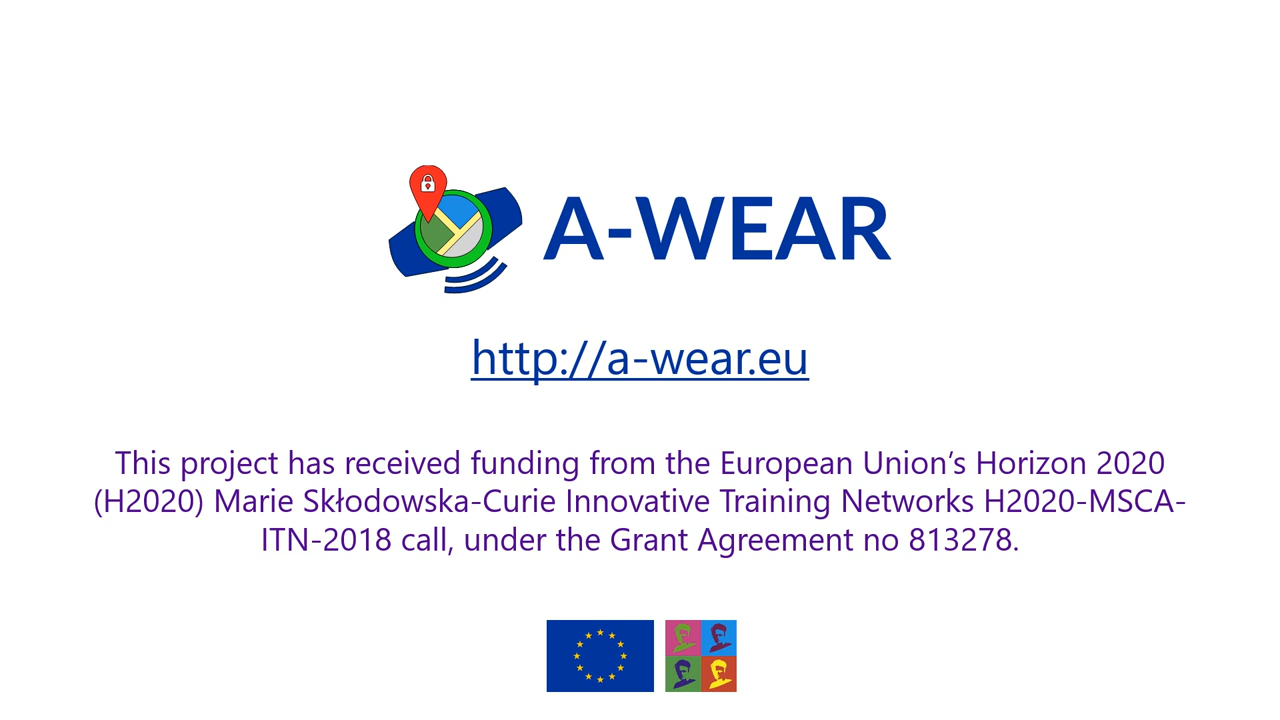 A-WEAR
http://a-wear.eu
This project has received funding from the European Union’s Horizon 2020
(H2020) Marie Skłodowska-Curie Innovative Training Networks H2020-MSCA-
ITN-2018 call, under the Grant Agreement no 813278.